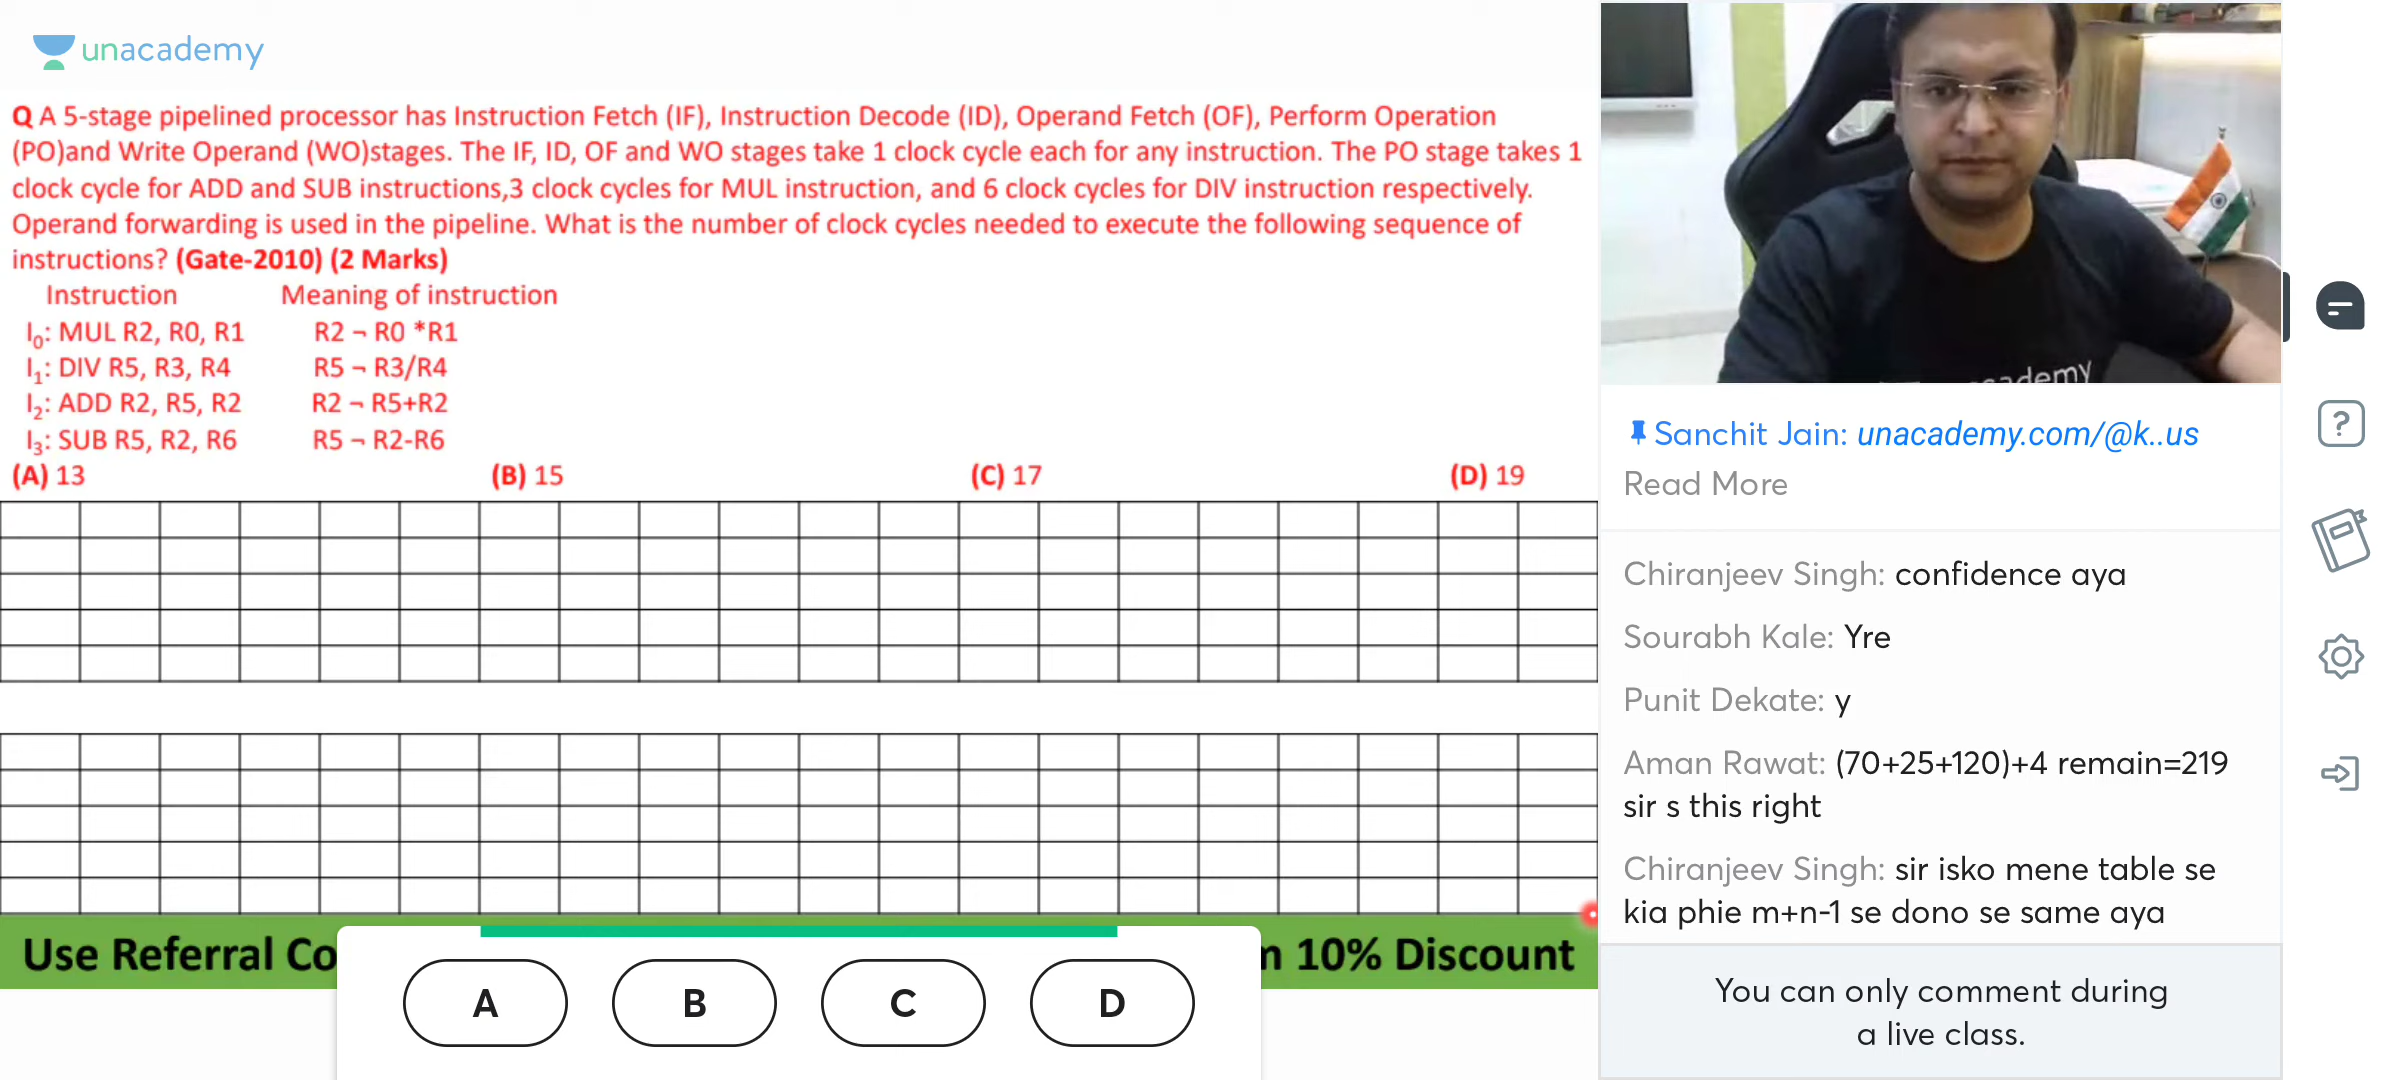 unacademy
Q A 5-stage pipelined processor has Instruction Fetch (IF), Instruction Decode (ID), Operand Fetch (OF), Perform Operation
(PO)and Write Operand (WO)stages. The IF, ID, OF and WO stages take 1 clock cycle each for any instruction. The PO stage takes 1
clock cycle for ADD and SUB instructions,3 clock cycles for MUL instruction, and 6 clock cycles for DIV instruction respectively.
Operand forwarding is used in the pipeline. What is the number of clock cycles needed to execute the following sequence of
instructions? (Gate-2010) (2 Marks)
Instruction Meaning of instruction
I0: MUL R2, R0, R1 R2 ¬ R0 *R1
I1: DIV R5, R3, R4 R5 ¬ R3/R4
I2: ADD R2, R5, R2 R2 ¬ R5+R2
I3: SUB R5, R2, R6 R5 ¬ R2-R6
(A) 13 (B) 15 (C) 17 (D) 19
Use Referral Co
10% Discount
A B C D
ademy
Sanchit Jain: unacademy.com/@k..us
Read More
Chiranjeev Singh: confidence aya
Sourabh Kale: Yre
Punit Dekate: y
Aman Rawat: (70+25+120)+4 remain=219
sir s this right
Chiranjeev Singh: sir isko mene table se
kia phie m+n-1 se dono se same aya
You can only comment during
a live class.